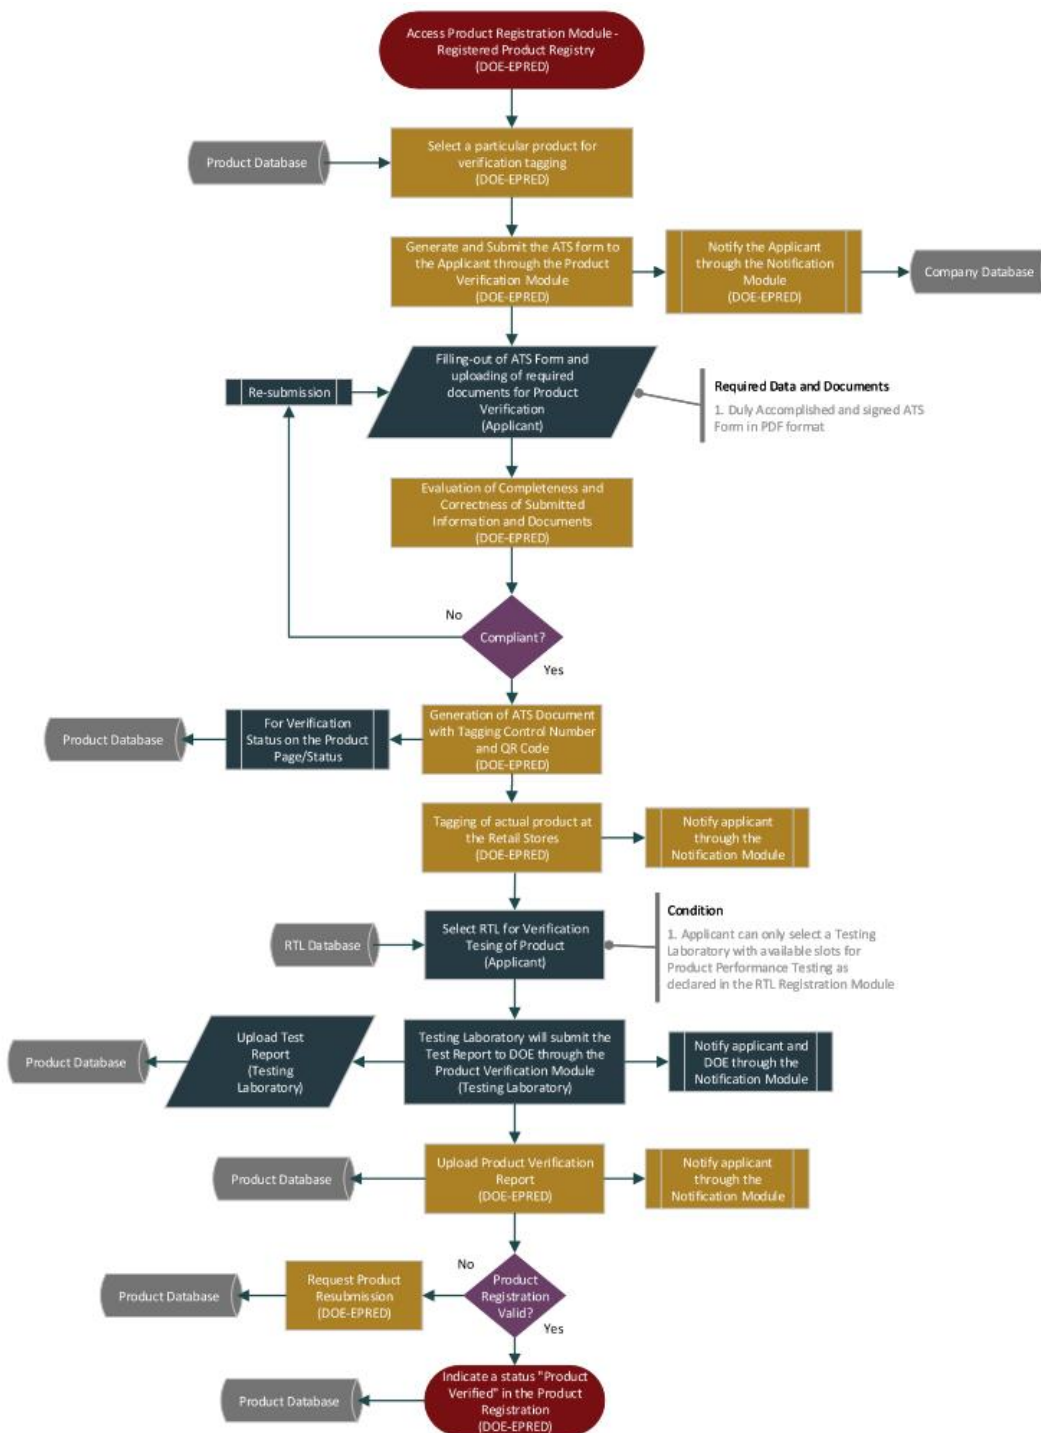 Access Product Registration Module-
Registered Product Registry
(DOE-EPRED)
Product Database
Select a particular product for
verification tagging
(DOE-EPRED)
Generate and Submit the ATS form to
the Applicant through the Product
Verification Module
(DOE-EPRED)
Notify the Applicant
through the Notification
Module
(DOE-EPRED)
Company Database
Re-submission
Filling-out of ATS Form and
uploading of required
documents for Product
Verification
(Applicant)
Required Data and Documents
1. Duly Accomplished and signed ATS
Form in PDF format
Evaluation of Completeness and
Correctness of Submitted
Information and Documents
(DOE-EPRED)
No
Compliant?
Yes
Product Database
For Verification
Status on the Product
Page/Status
Generation of ATS Document
with Tagging Control Number
and QR Code
(DOE-EPRED)
Tagging of actual product at
the Retail Stores
(DOE-EPRED)
Notify applicant
through the
Notification Module
RTL Database
Select RTL for Verification
Tesing of Product
(Applicant)
Condition
1. Applicant can only select a Testing
Laboratory with available slots for
Product Performance Testing as
declared in the RTL Registration Module
Product Database
Upload Test
Report
(Testing
Laboratory)
Testing Laboratory will submit the
Test Report to DOE through the
Product Verification Module
(Testing Laboratory)
Notify applicant and
DOE through the
Notification Module
Product Database
Upload Product Verification
Report
(DOE-EPRED)
Notify applicant
through the
Notification Module
Product Database
Request Product
Resubmission
(DOE-EPRED)
No
Product
Registration
Valid?
Yes
Product Database
Indicate a status "Product
Verified" in the Product
Registration
(DOE-EPRED)